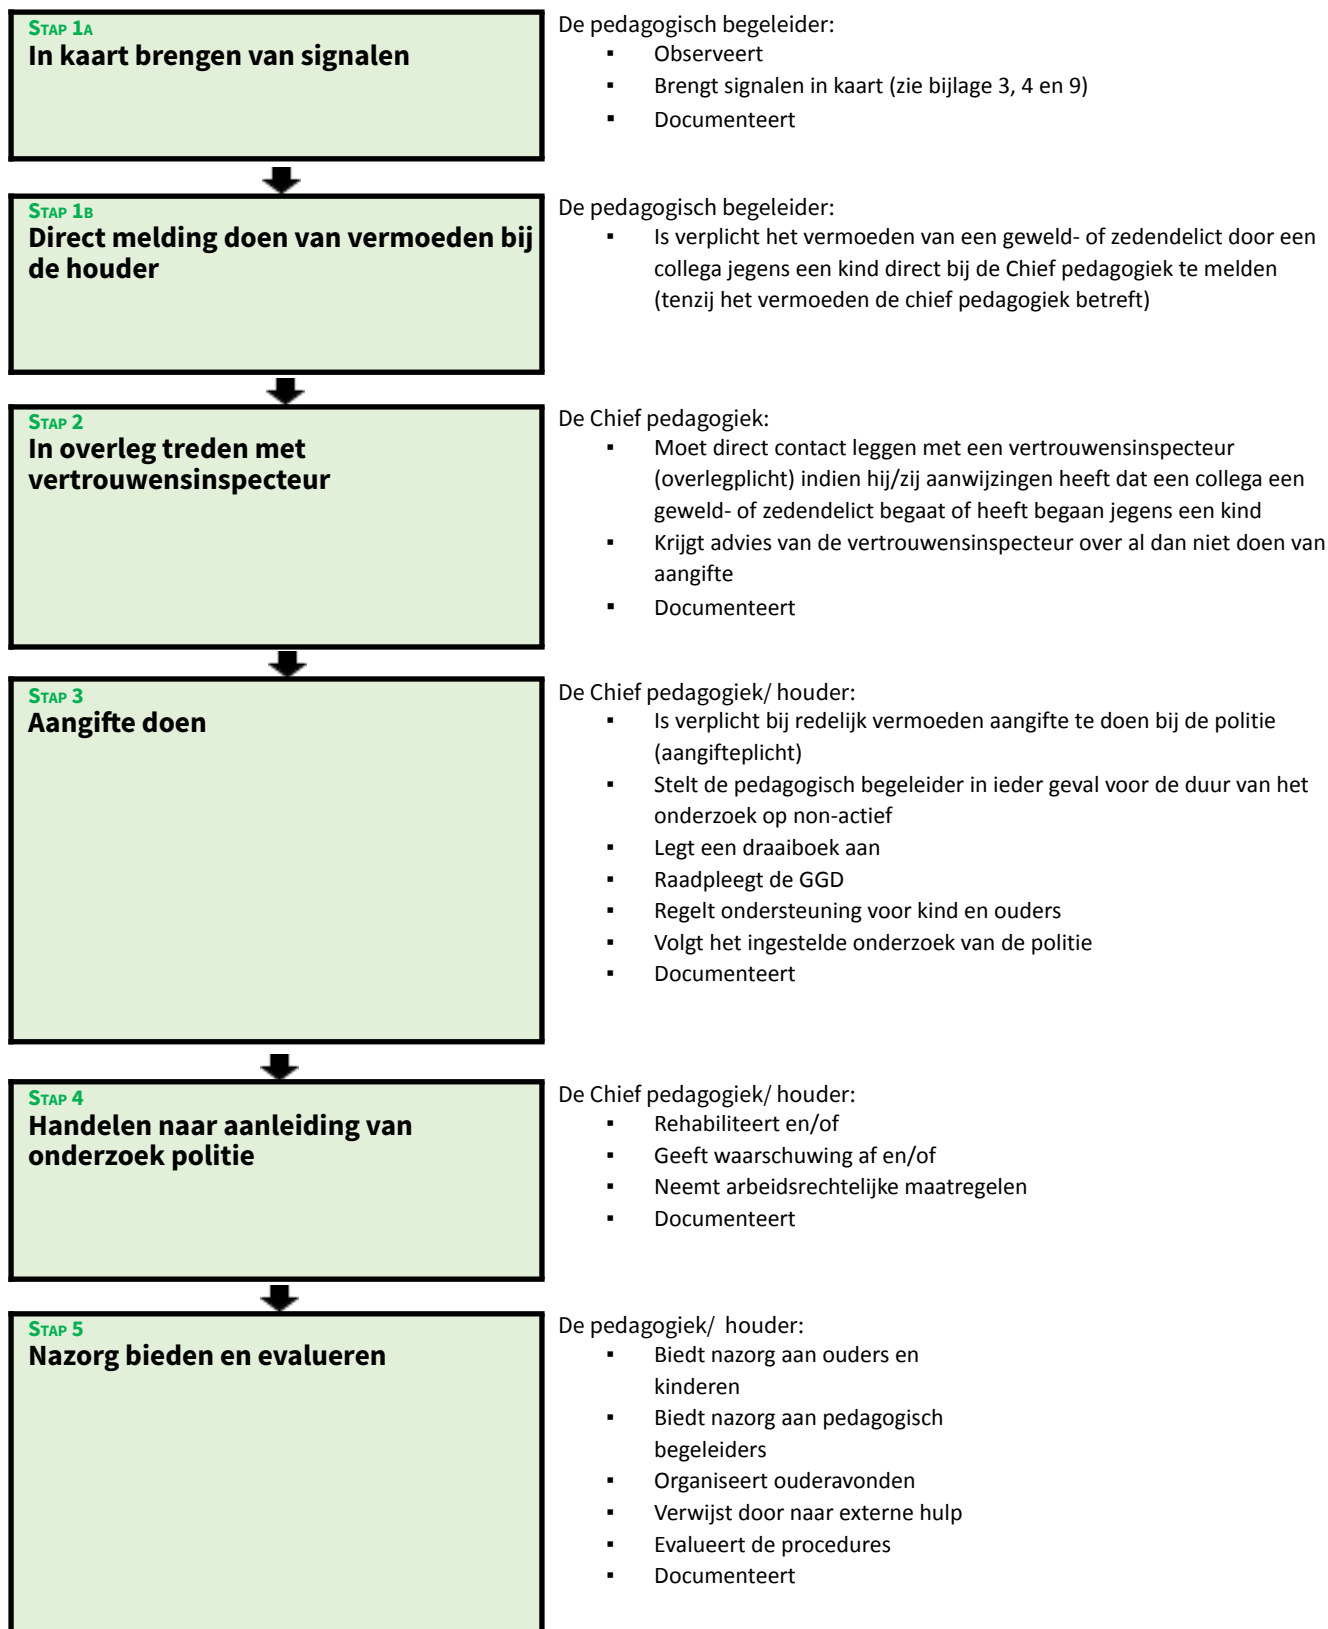 Stap 1a
In kaart brengen van signalen
De pedagogisch begeleider:
▪ Observeert
▪ Brengt signalen in kaart (zie bijlage 3, 4 en 9)
▪ Documenteert
Stap 1b
Direct melding doen van vermoeden bij
de houder
De pedagogisch begeleider:
▪ Is verplicht het vermoeden van een geweld- of zedendelict door een
collega jegens een kind direct bij de Chief pedagogiek te melden
(tenzij het vermoeden de chief pedagogiek betreft)
Stap 2
In overleg treden met
vertrouwensinspecteur
De Chief pedagogiek:
▪ Moet direct contact leggen met een vertrouwensinspecteur
(overlegplicht) indien hij/zij aanwijzingen heeft dat een collega een
geweld- of zedendelict begaat of heeft begaan jegens een kind
▪ Krijgt advies van de vertrouwensinspecteur over al dan niet doen van
aangifte
▪ Documenteert
Stap 3
Aangifte doen
De Chief pedagogiek/ houder:
▪ Is verplicht bij redelijk vermoeden aangifte te doen bij de politie
(aangifteplicht)
▪ Stelt de pedagogisch begeleider in ieder geval voor de duur van het
onderzoek op non-actief
▪ Legt een draaiboek aan
▪ Raadpleegt de GGD
▪ Regelt ondersteuning voor kind en ouders
▪ Volgt het ingestelde onderzoek van de politie
▪ Documenteert
Stap 4
Handelen naar aanleiding van
onderzoek politie
De Chief pedagogiek/ houder:
▪ Rehabiliteert en/of
▪ Geeft waarschuwing af en/of
▪ Neemt arbeidsrechtelijke maatregelen
▪ Documenteert
Stap 5
Nazorg bieden en evalueren
De pedagogiek/ houder:
▪ Biedt nazorg aan ouders en
kinderen
▪ Biedt nazorg aan pedagogisch
begeleiders
▪ Organiseert ouderavonden
▪ Verwijst door naar externe hulp
▪ Evalueert de procedures
▪ Documenteert